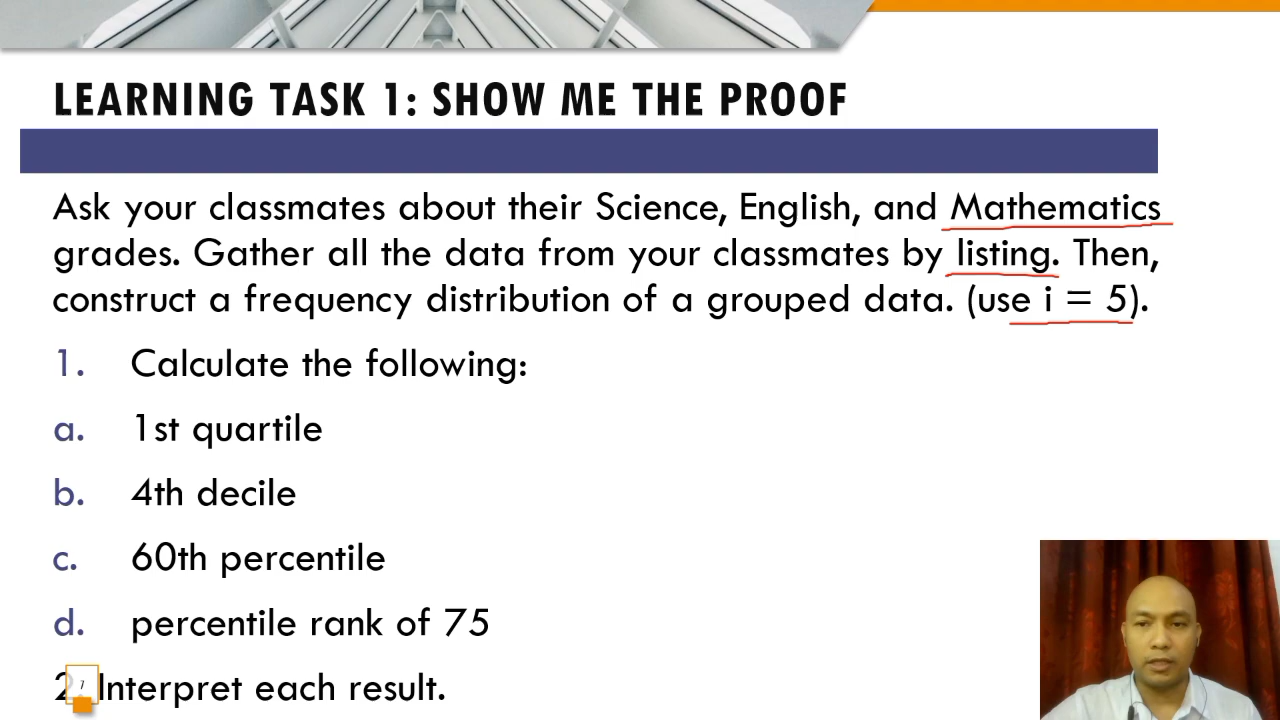 LEARNING TASK 1: SHOW ME THE PROOF
Ask your classmates about their Science, English, and Mathematics
grades. Gather all the data from your classmates by listing. Then,
construct a frequency distribution of a grouped data. (use i = 5).
1. Calculate the following:
a. 1st quartile
b. 4th decile
c. 60th percentile
d. percentile rank of 75
2. Interpret each result.